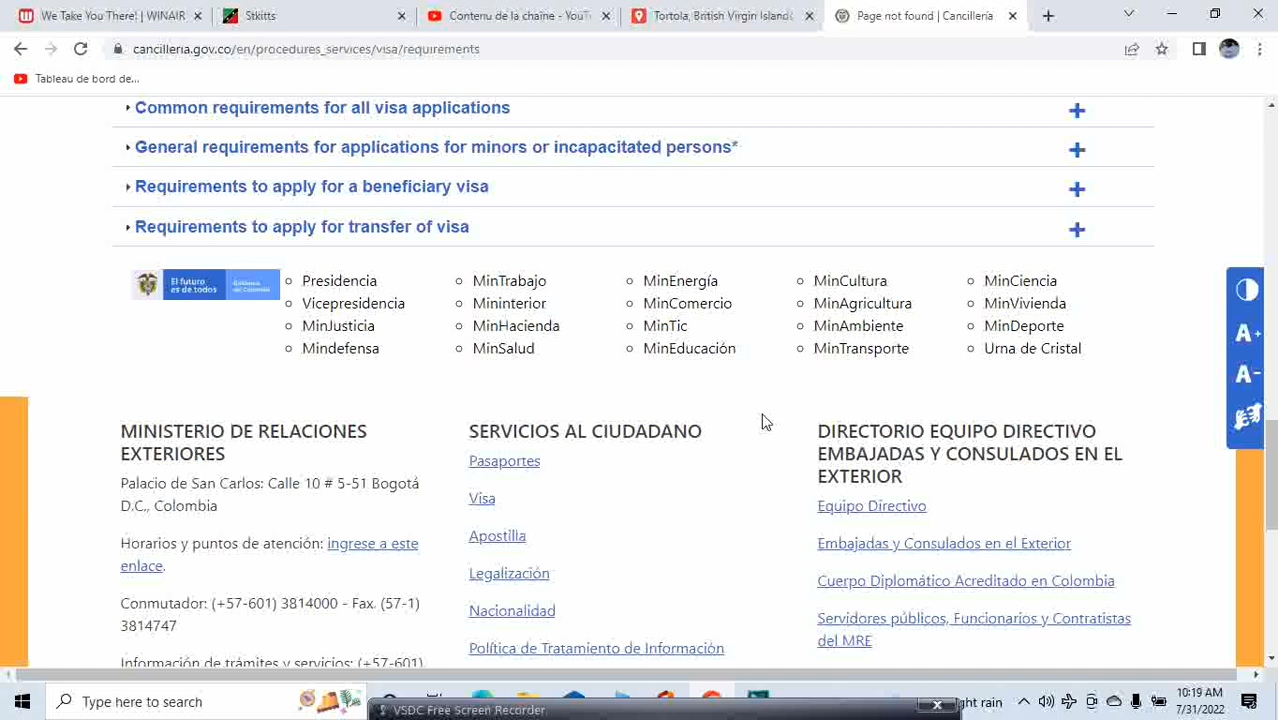 We Take You There! | WINAIR
Stkitts
Contenu de la chaîne - YouT
Tortola, British Virgin Islands
Page not found | Cancillería
cancilleria.gov.co/en/procedures_services/visa/requirements
Tableau de bord de...
Common requirements for all visa applications
General requirements for applications for minors or incapacitated persons*
Requirements to apply for a beneficiary visa
Requirements to apply for transfer of visa
El futuro es de todos
Presidencia
Vicepresidencia
MinJusticia
Mindefensa
MinTrabajo
Mininterior
MinHacienda
MinSalud
MinEnergía
MinComercio
MinTic
MinEducación
MinCultura
MinAgricultura
MinAmbiente
MinTransporte
MinCiencia
MinVivienda
MinDeporte
Urna de Cristal
A+
A-
MINISTERIO DE RELACIONES
EXTERIORES
Palacio de San Carlos: Calle 10 # 5-51 Bogotá
D.C., Colombia
Horarios y puntos de atención: ingrese a este
enlace.
Conmutador: (+57-601) 3814000 - Fax. (57-1)
3814747
Información de trámites y servicios: (+57-601)
SERVICIOS AL CIUDADANO
Pasaportes
Visa
Apostilla
Legalización
Nacionalidad
Política de Tratamiento de Información
DIRECTORIO EQUIPO DIRECTIVO
EMBAJADAS Y CONSULADOS EN EL
EXTERIOR
Equipo Directivo
Embajadas y Consulados en el Exterior
Cuerpo Diplomático Acreditado en Colombia
Servidores públicos, Funcionarios y Contratistas
del MRE
Type here to search
VSDC Free Screen Recorder
ght rain
10:19 AM
7/31/2022